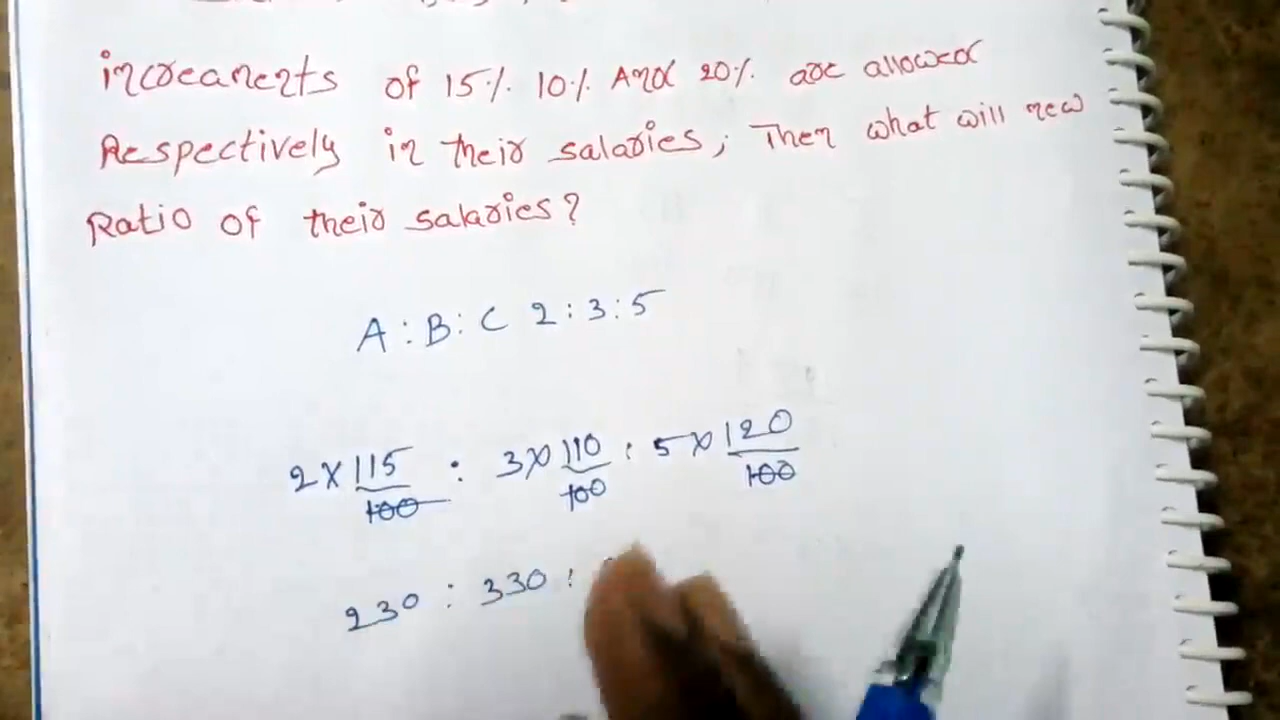 increanents of 15% 10% And 20% are allowed
Respectively in their salaries; Then what will new
Ratio of their salaries?
A : B : C 2 : 3 : 5
2 × 115/100 : 3 × 110/100 : 5 × 120/100
230 : 330 :